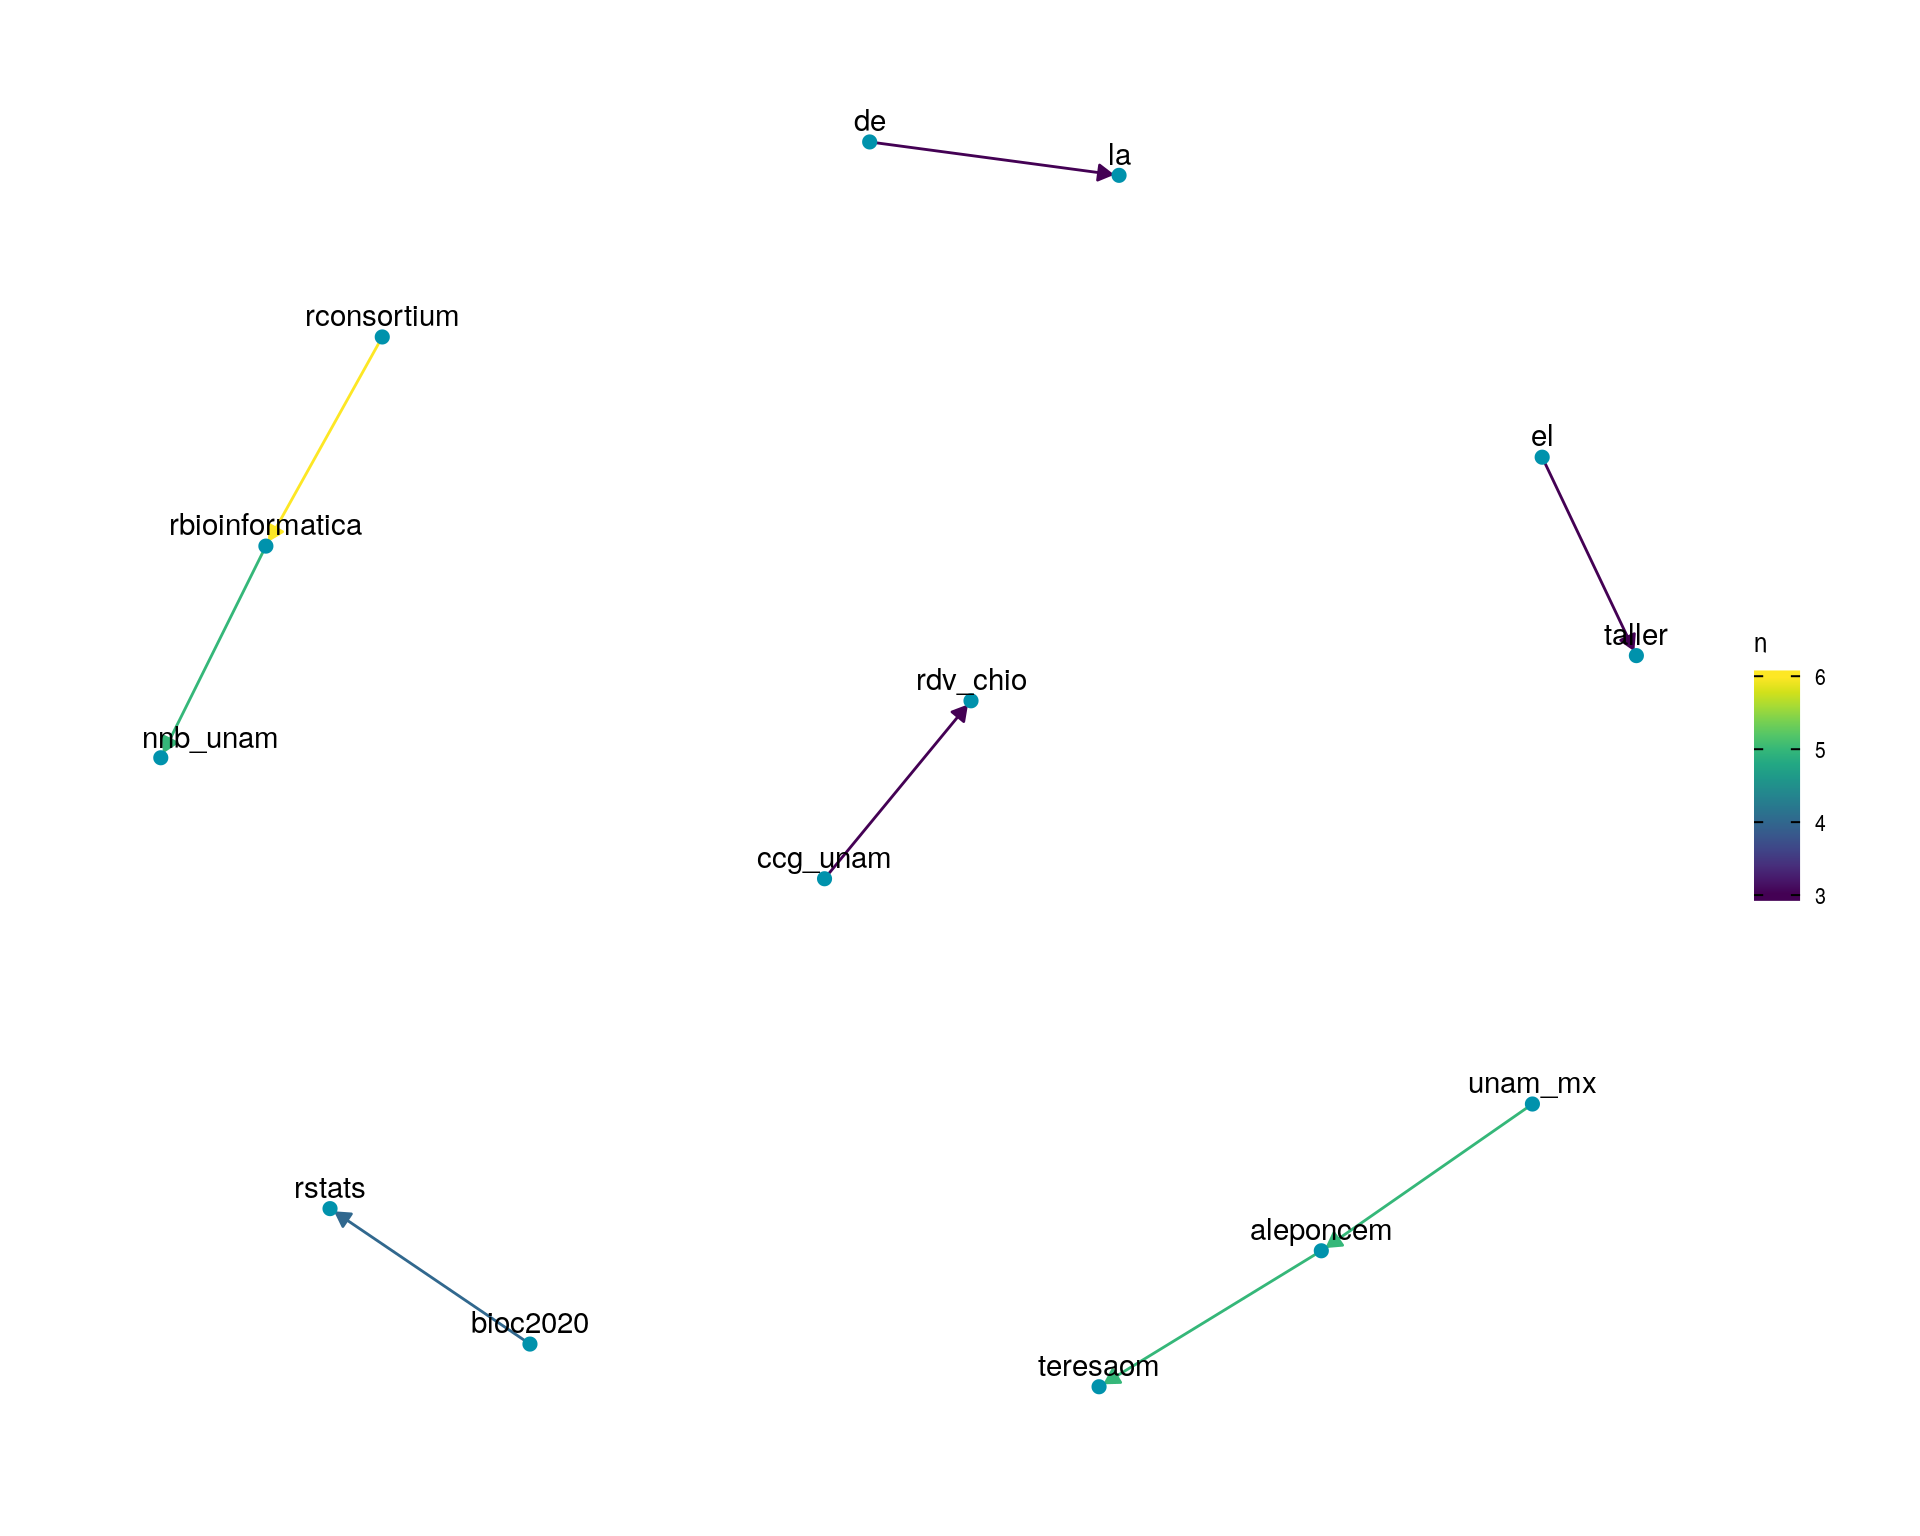 de
la
rconsortium
el
rbioinformatica
taller
n
6
rdv_chio
nnb_unam
5
4
ccg_unam
3
unam_mx
rstats
aleponcem
bioc2020
teresaom